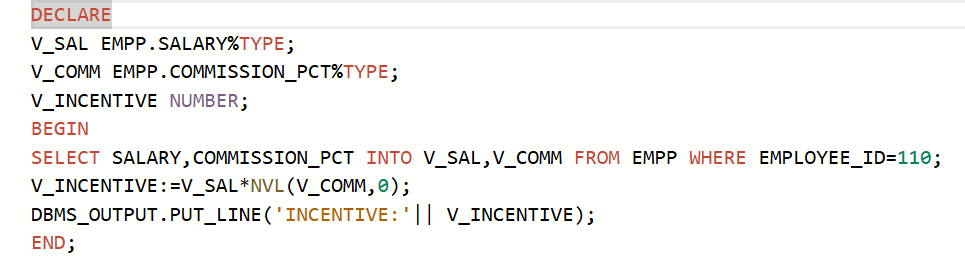 DECLARE
V_SAL EMPP.SALARY%TYPE;
V_COMM EMPP.COMMISSION_PCT%TYPE;
V_INCENTIVE NUMBER;
BEGIN
SELECT SALARY,COMMISSION_PCT INTO V_SAL,V_COMM FROM EMPP WHERE EMPLOYEE_ID=110;
V_INCENTIVE:=V_SAL*NVL(V_COMM,0);
DBMS_OUTPUT.PUT_LINE('INCENTIVE:'|| V_INCENTIVE);
END;